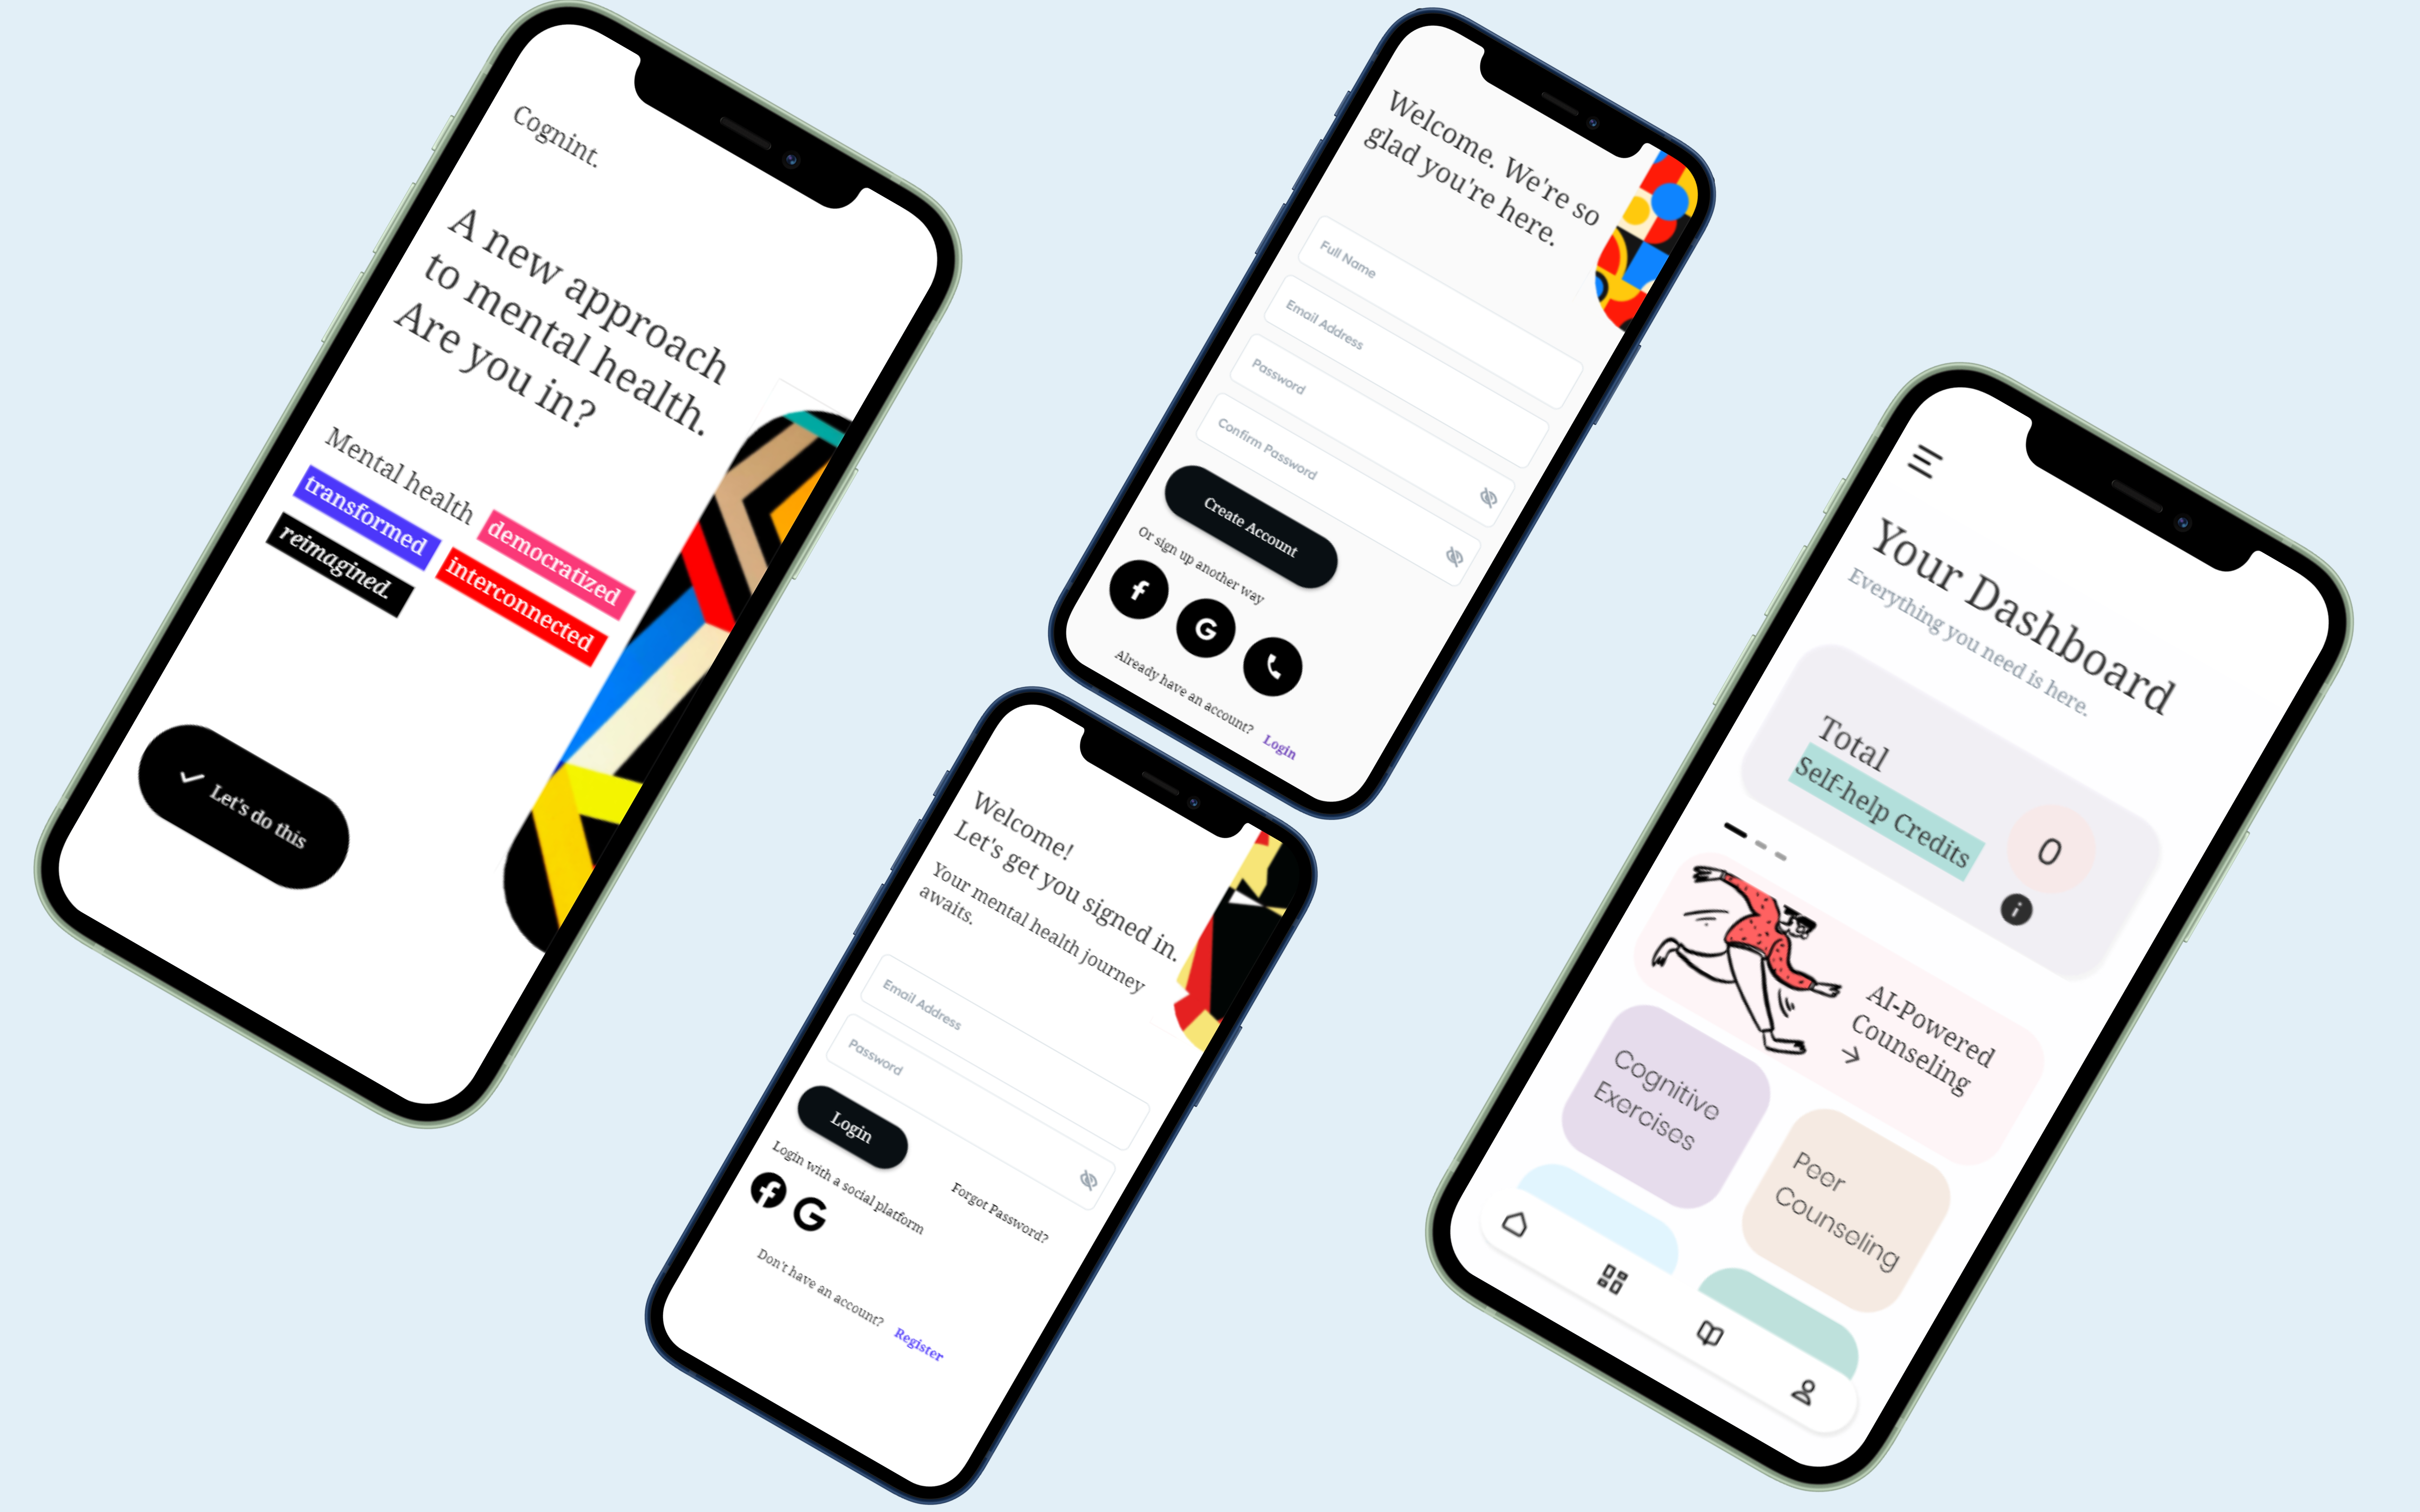 Cognint.
A new approach
to mental health.
Are you in?
Mental health democratized
transformed interconnected
reimagined.
Let's do this
Welcome. We're so
glad you're here.
Full Name
Email Address
Password
Confirm Password
Create Account
Or sign up another way
Already have an account? Login
Welcome!
Let's get you signed in.
Your mental health journey
awaits.
Email Address
Password
Login
Forgot Password?
Login with a social platform
Don't have an account? Register
Your Dashboard
Everything you need is here.
Total
Self-help Credits
0
AI-Powered
Counseling
Cognitive
Exercises
Peer
Counseling